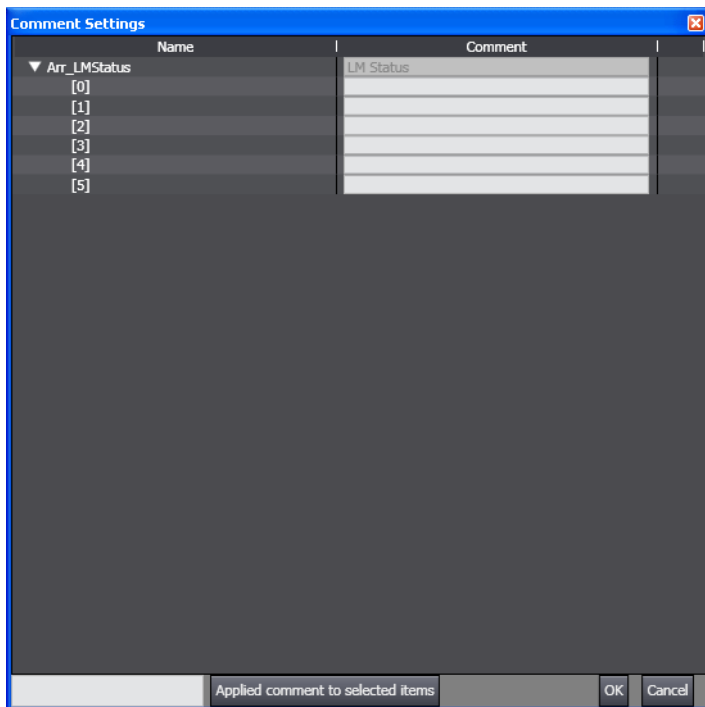 Comment Settings
Name Comment
▼ Arr_LMStatus LM Status
[0]
[1]
[2]
[3]
[4]
[5]
Applied comment to selected items OK Cancel